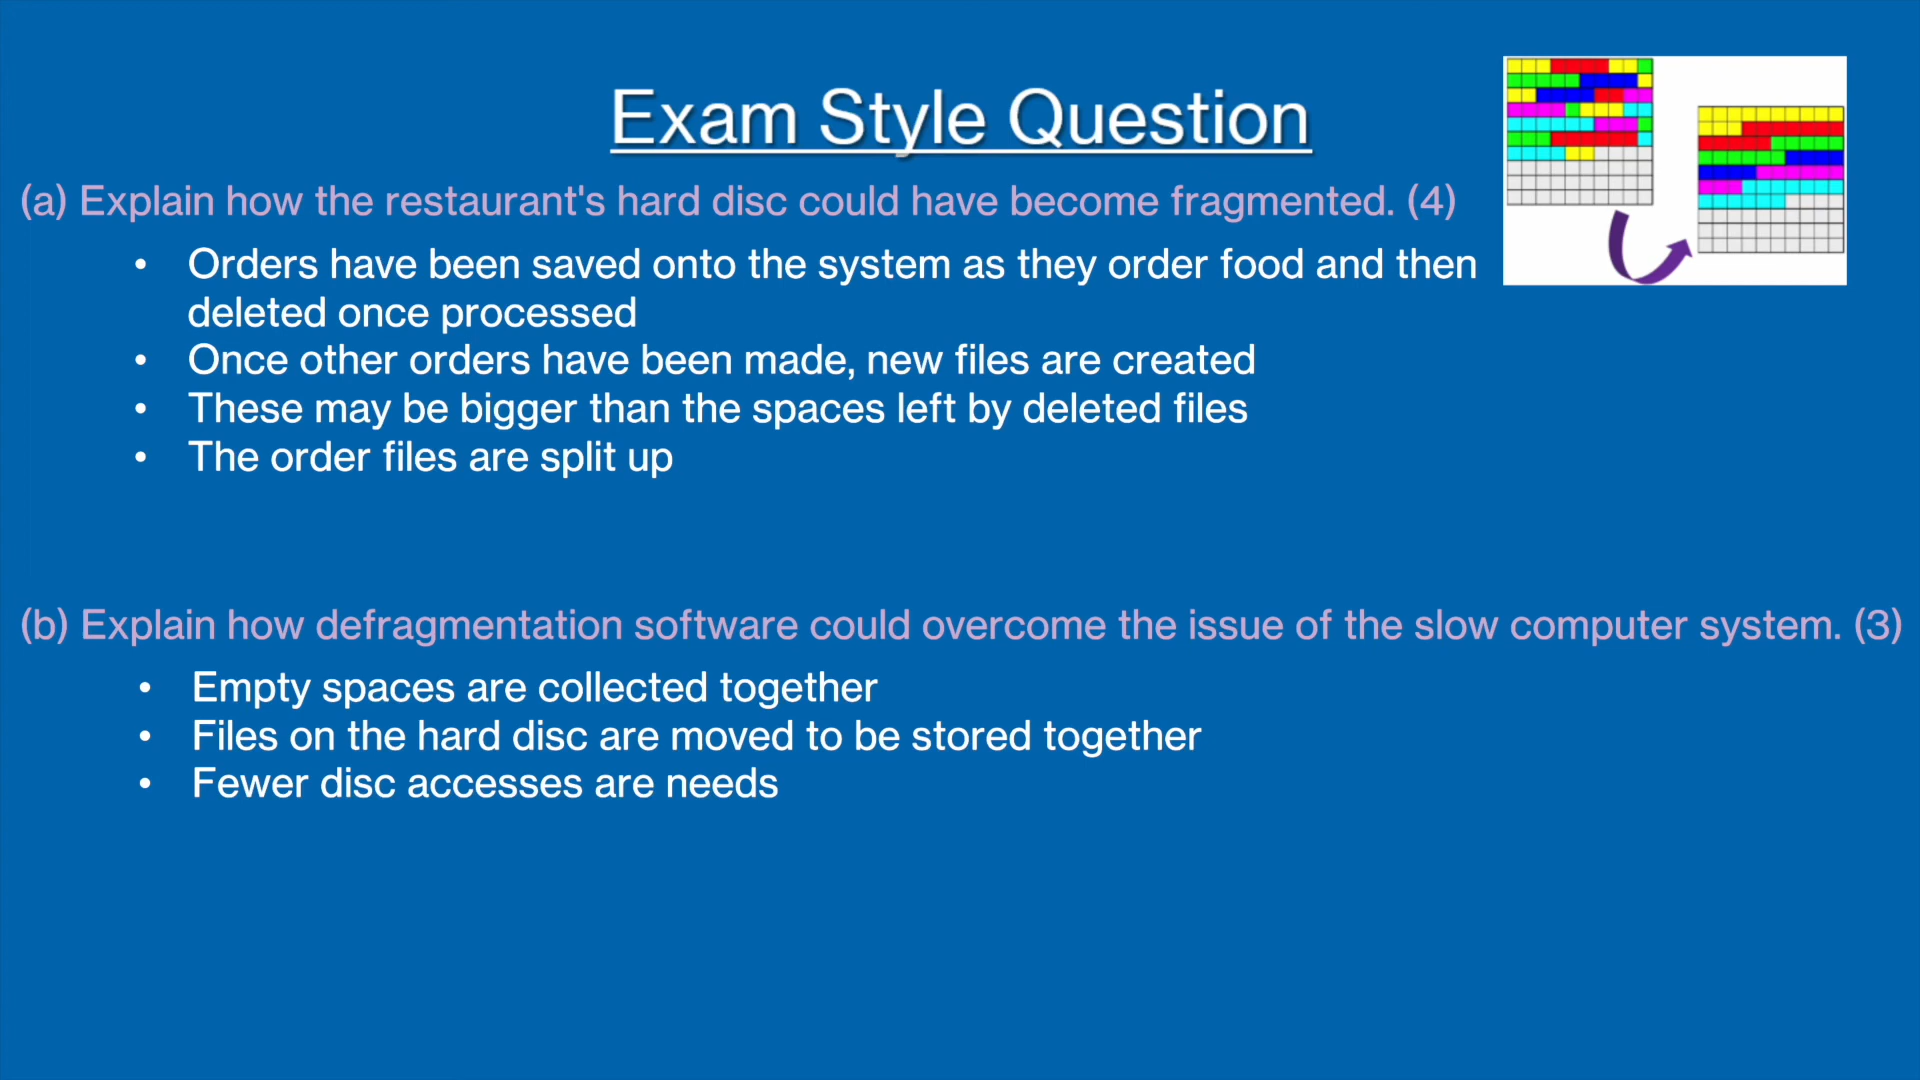 Exam Style Question
(a) Explain how the restaurant's hard disc could have become fragmented. (4)
• Orders have been saved onto the system as they order food and then
deleted once processed
• Once other orders have been made, new files are created
• These may be bigger than the spaces left by deleted files
• The order files are split up
(b) Explain how defragmentation software could overcome the issue of the slow computer system. (3)
• Empty spaces are collected together
• Files on the hard disc are moved to be stored together
• Fewer disc accesses are needs